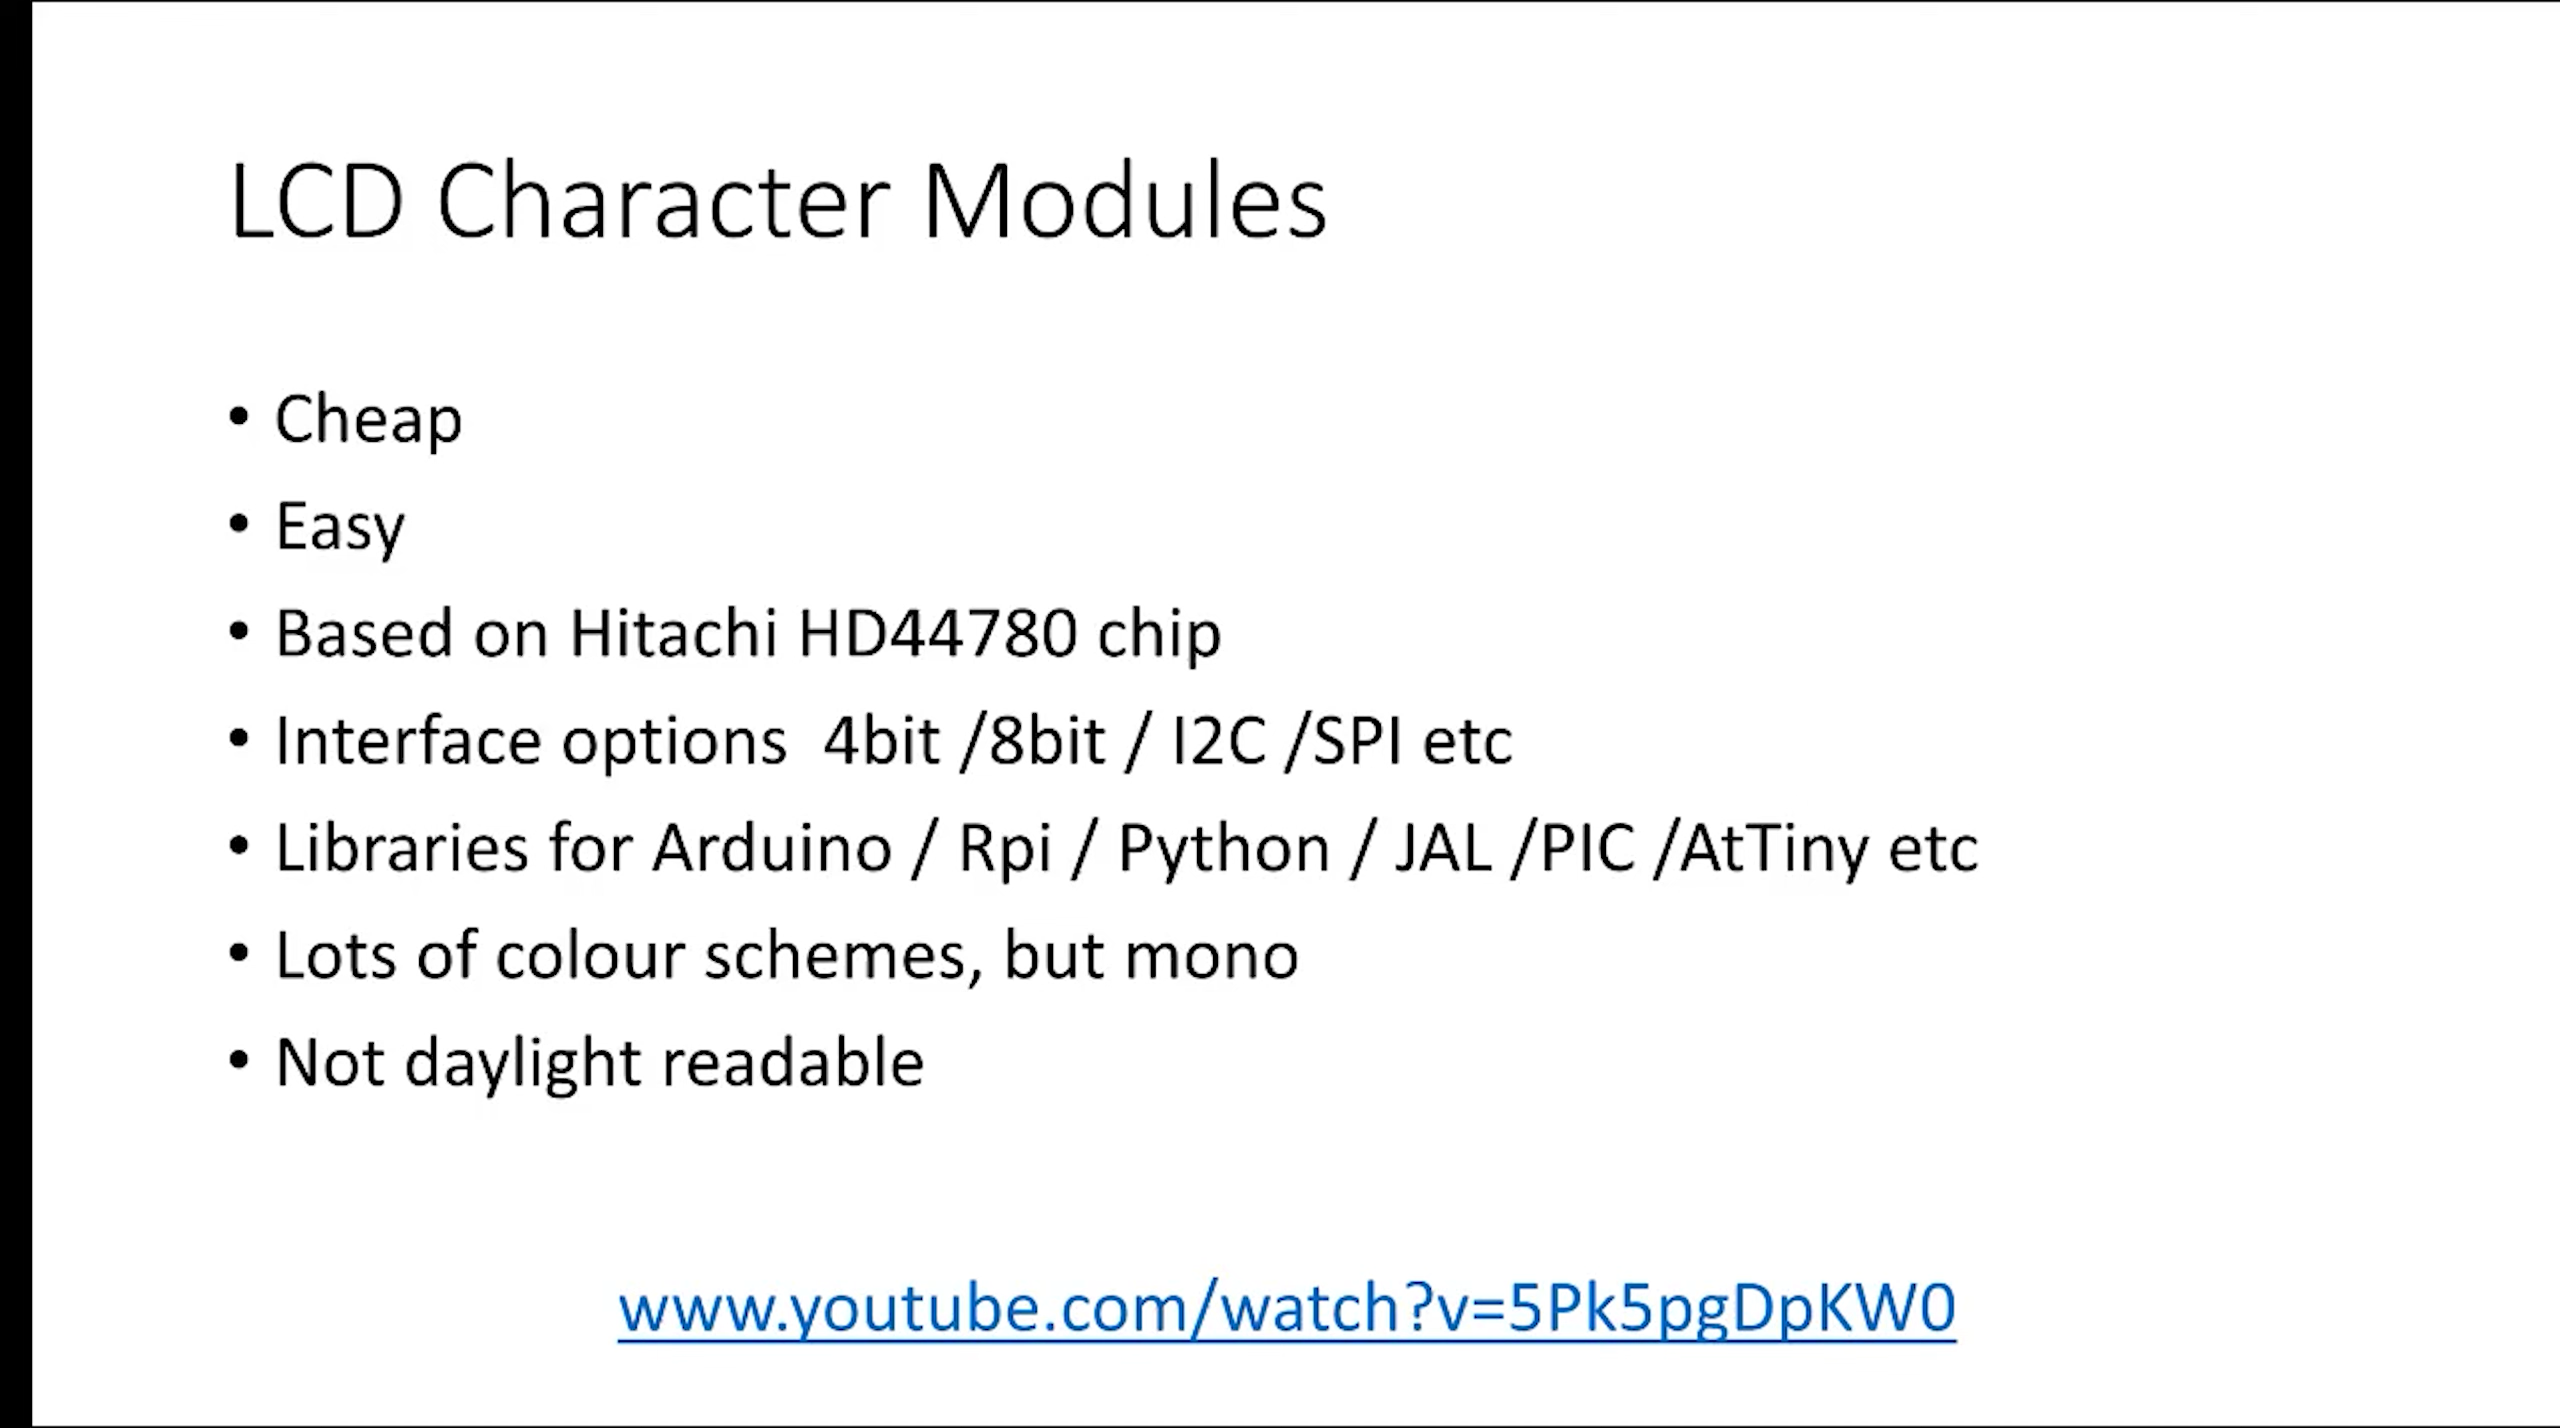 LCD Character Modules
• Cheap
• Easy
• Based on Hitachi HD44780 chip
• Interface options  4bit /8bit / I2C /SPI etc
• Libraries for Arduino / Rpi / Python / JAL /PIC /AtTiny etc
• Lots of colour schemes, but mono
• Not daylight readable
www.youtube.com/watch?v=5Pk5pgDpKW0